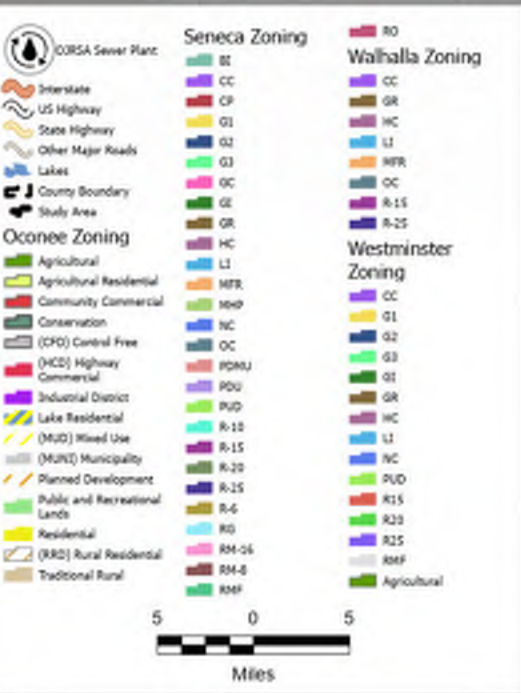 OJRSA Sewer Plant
Interstate
US Highway
State Highway
Other Major Roads
Lakes
County Boundary
Study Area
Oconee Zoning
Agricultural
Agricultural Residential
Community Commercial
Conservation
(CFD) Control Free
(HCD) Highway
Commercial
Industrial District
Lake Residential
(MUD) Mixed Use
(MUNI) Municipality
Planned Development
Public and Recreational
Lands
Residential
(RRD) Rural Residential
Traditional Rural
Seneca Zoning
BI
CC
CP
G1
G2
G3
GC
GI
GR
HC
LI
MFR
MHP
NC
OC
PDMU
PDU
PUD
R-10
R-15
R-20
R-25
R-6
RG
RM-16
RM-8
RMF
RO
Walhalla Zoning
CC
GR
HC
LI
MFR
OC
R-15
R-25
Westminster
Zoning
CC
G1
G2
G3
GI
GR
HC
LI
NC
PUD
R15
R20
R25
RMF
Agricultural
5 0 5
Miles